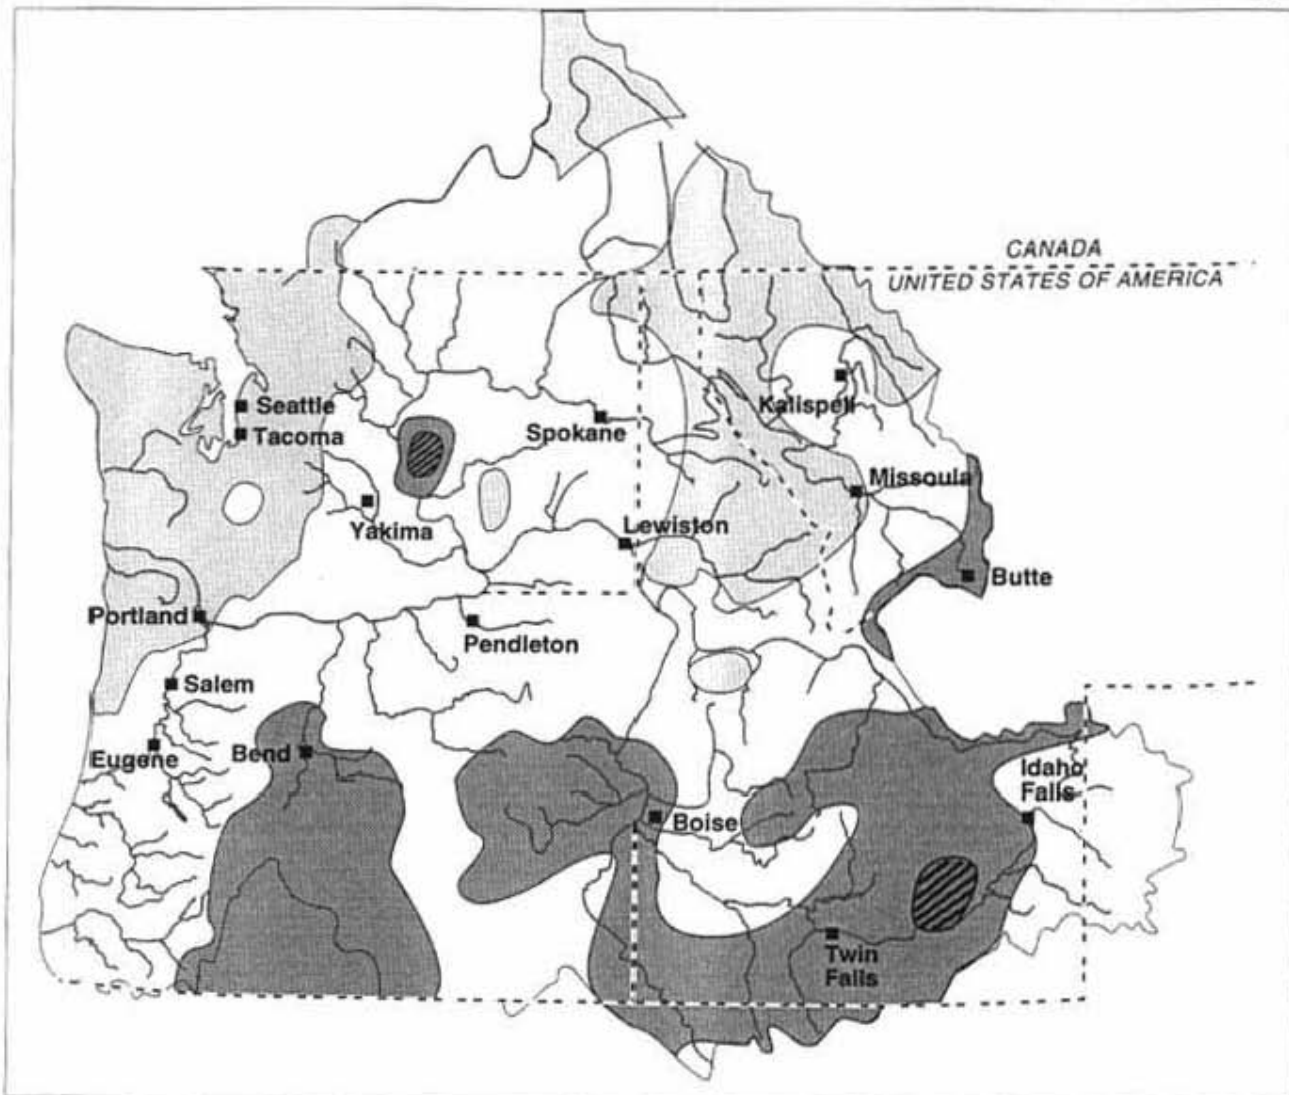 CANADA
UNITED STATES OF AMERICA
Seattle
Tacoma
Spokane
Kalispell
Missoula
Yakima
Lewiston
Butte
Portland
Pendleton
Salem
Eugene
Bend
Idaho
Falls
Boise
Twin
Falls